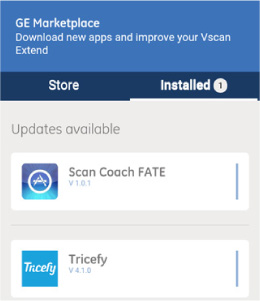 GE Marketplace
Download new apps and improve your Vscan
Extend
Store
Installed 1
Updates available
Scan Coach FATE
V 1.0.1
Tricefy
Tricefy
V 4.1.0